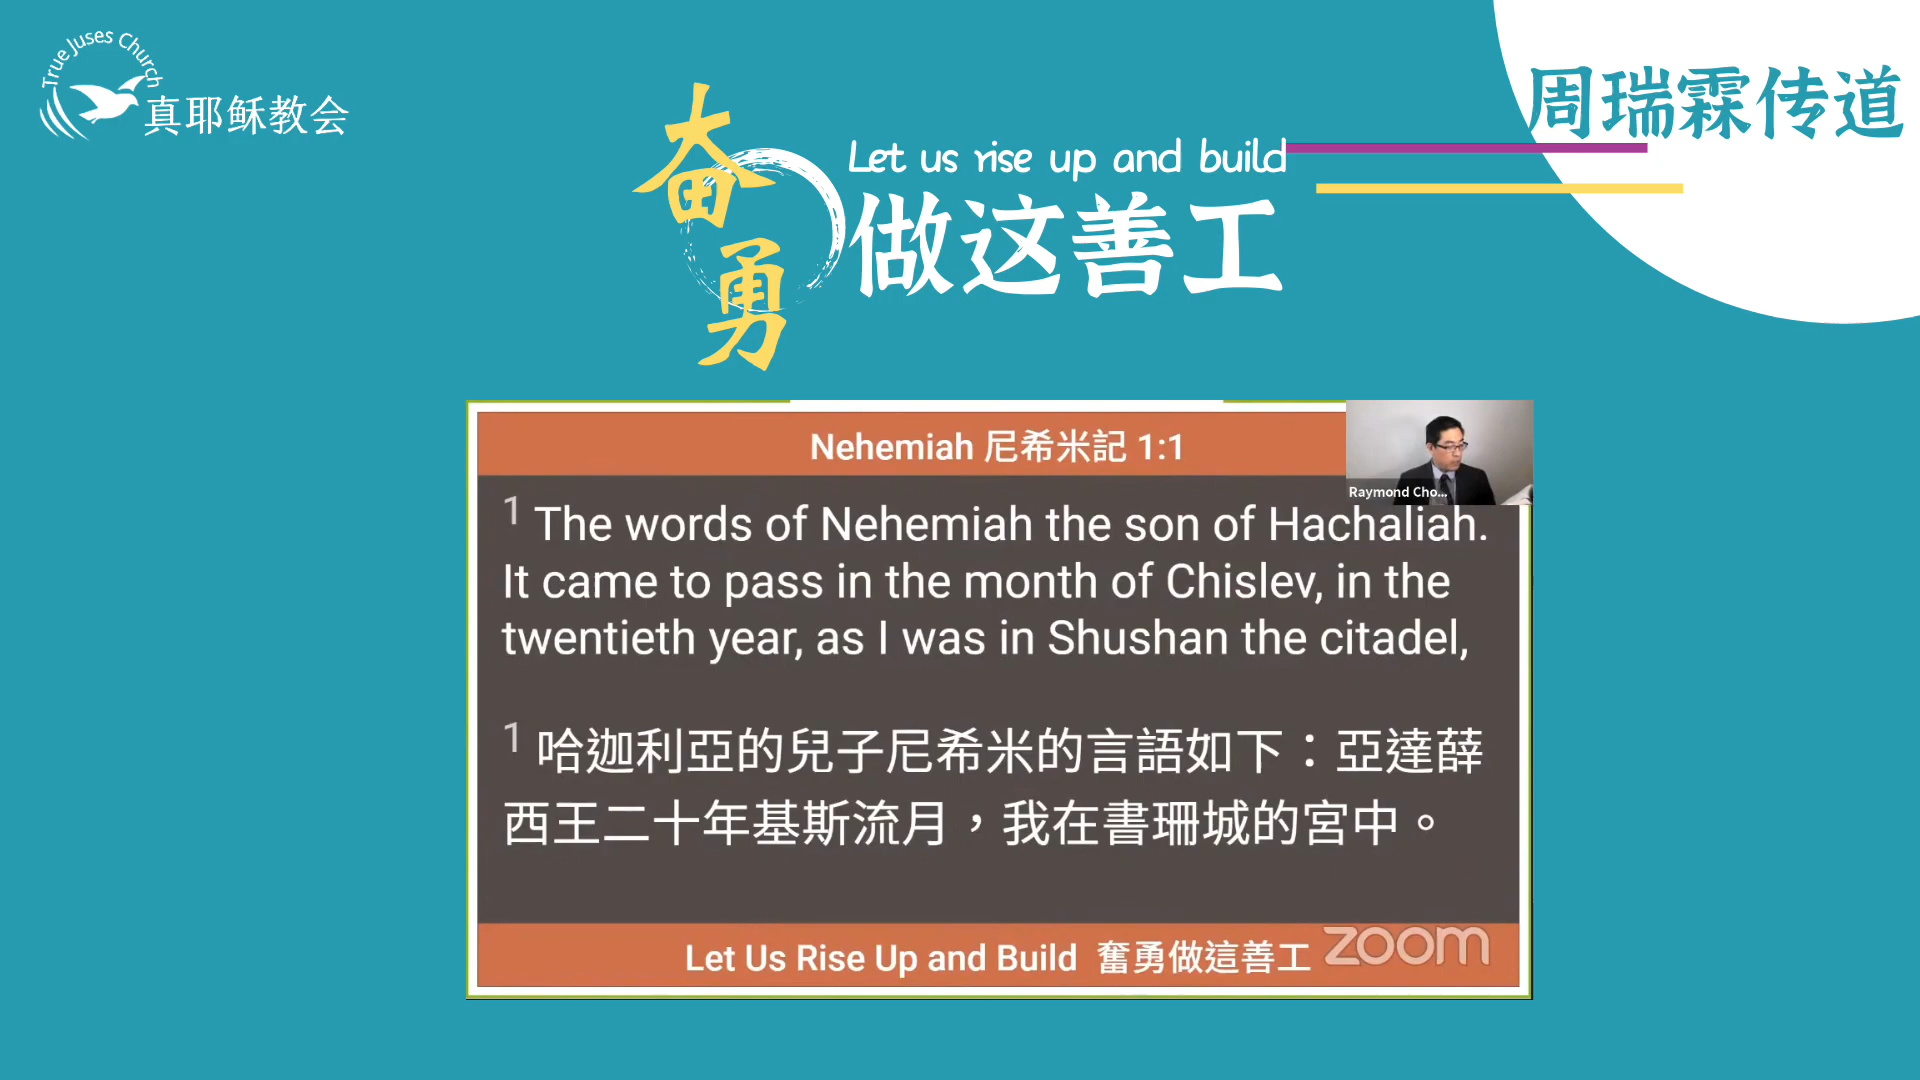 True Juses Church
真耶稣教会
周瑞霖传道
奋勇
Let us rise up and build
做这善工
Nehemiah 尼希米記 1:1
Raymond Cho...
1 The words of Nehemiah the son of Hachaliah.
It came to pass in the month of Chislev, in the
twentieth year, as I was in Shushan the citadel,
1 哈迦利亞的兒子尼希米的言語如下：亞達薛
西王二十年基斯流月，我在書珊城的宮中。
Let Us Rise Up and Build 奮勇做這善工
zoom